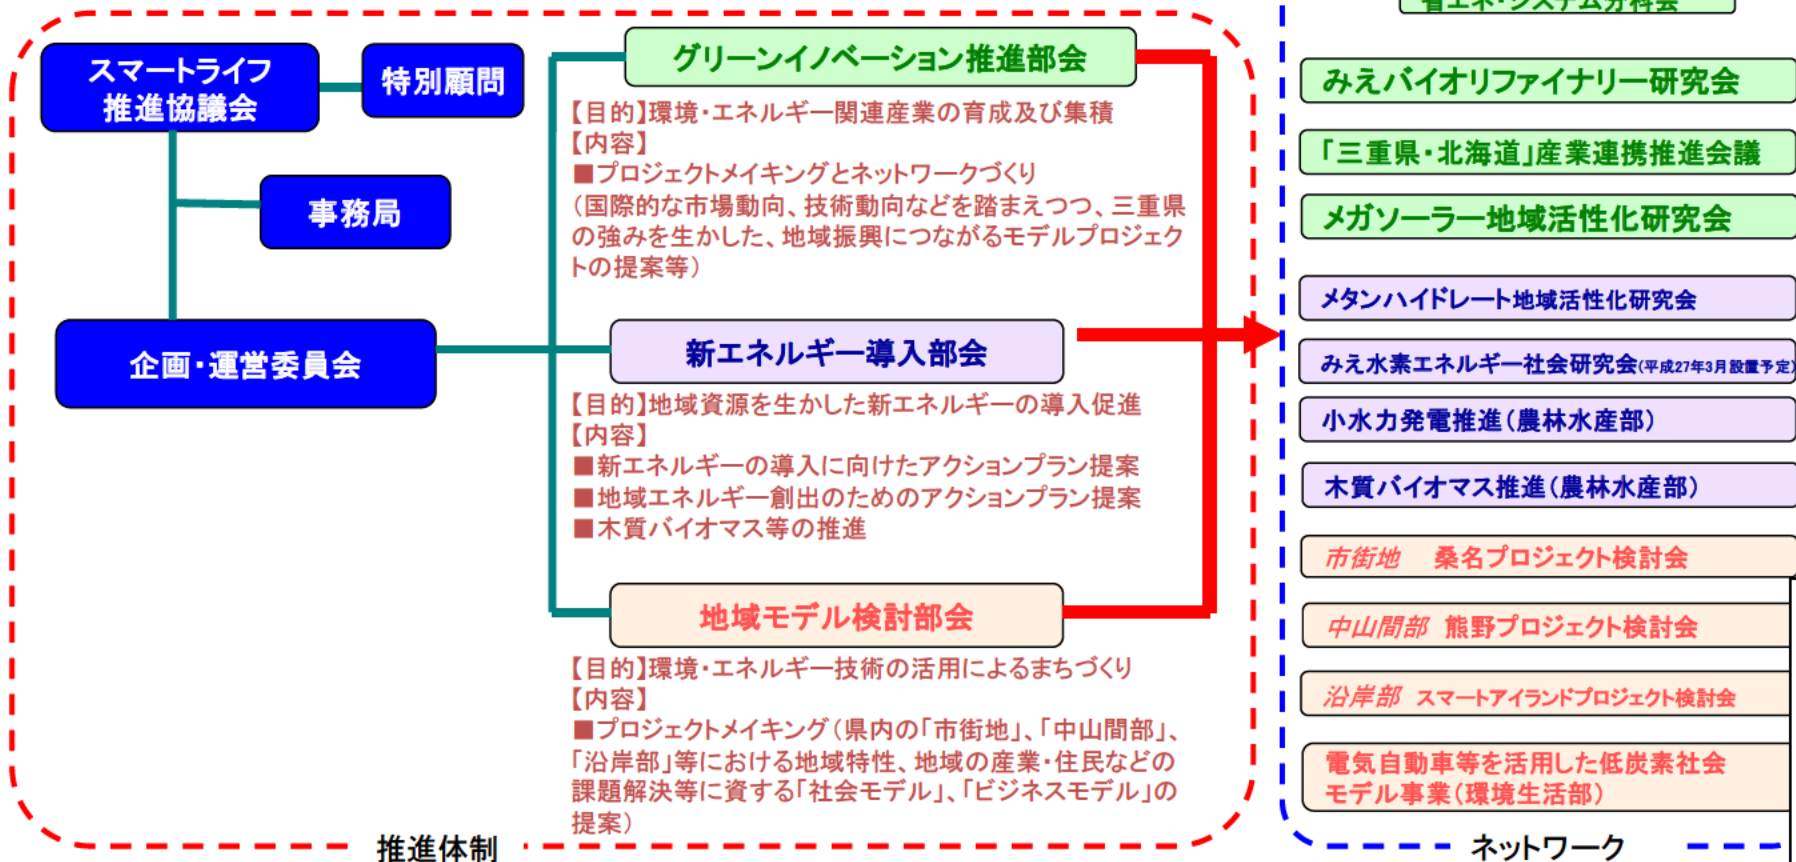 スマートライフ
推進協議会
特別顧問
事務局
企画・運営委員会
グリーンイノベーション推進部会
【目的】環境・エネルギー関連産業の育成及び集積
【内容】
■プロジェクトメイキングとネットワークづくり
(国際的な市場動向、技術動向などを踏まえつつ、三重県
の強みを生かした、地域振興につながるモデルプロジェク
トの提案等)
新エネルギー導入部会
【目的】地域資源を生かした新エネルギーの導入促進
【内容】
■新エネルギーの導入に向けたアクションプラン提案
■地域エネルギー創出のためのアクションプラン提案
■木質バイオマス等の推進
地域モデル検討部会
【目的】環境・エネルギー技術の活用によるまちづくり
【内容】
■プロジェクトメイキング(県内の「市街地」、「中山間部」、
「沿岸部」等における地域特性、地域の産業・住民などの
課題解決等に資する「社会モデル」、「ビジネスモデル」の
提案)
推進体制
省エネ・システム分科会
みえバイオリファイナリー研究会
「三重県・北海道」産業連携推進会議
メガソーラー地域活性化研究会
メタンハイドレート地域活性化研究会
みえ水素エネルギー社会研究会(平成27年3月設置予定)
小水力発電推進(農林水産部)
木質バイオマス推進(農林水産部)
市街地 桑名プロジェクト検討会
中山間部 熊野プロジェクト検討会
沿岸部 スマートアイランドプロジェクト検討会
電気自動車等を活用した低炭素社会
モデル事業(環境生活部)
ネットワーク